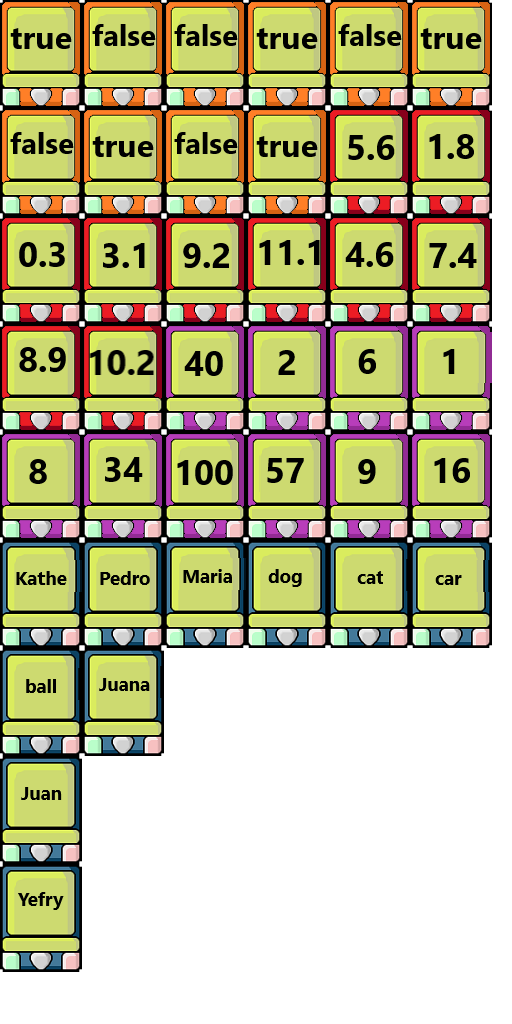 true false false true false true
false true false true 5.6 1.8
0.3 3.1 9.2 11.1 4.6 7.4
8.9 10.2 40 2 6 1
8 34 100 57 9 16
Kathe Pedro Maria dog cat car
ball Juana
Juan
Yefry